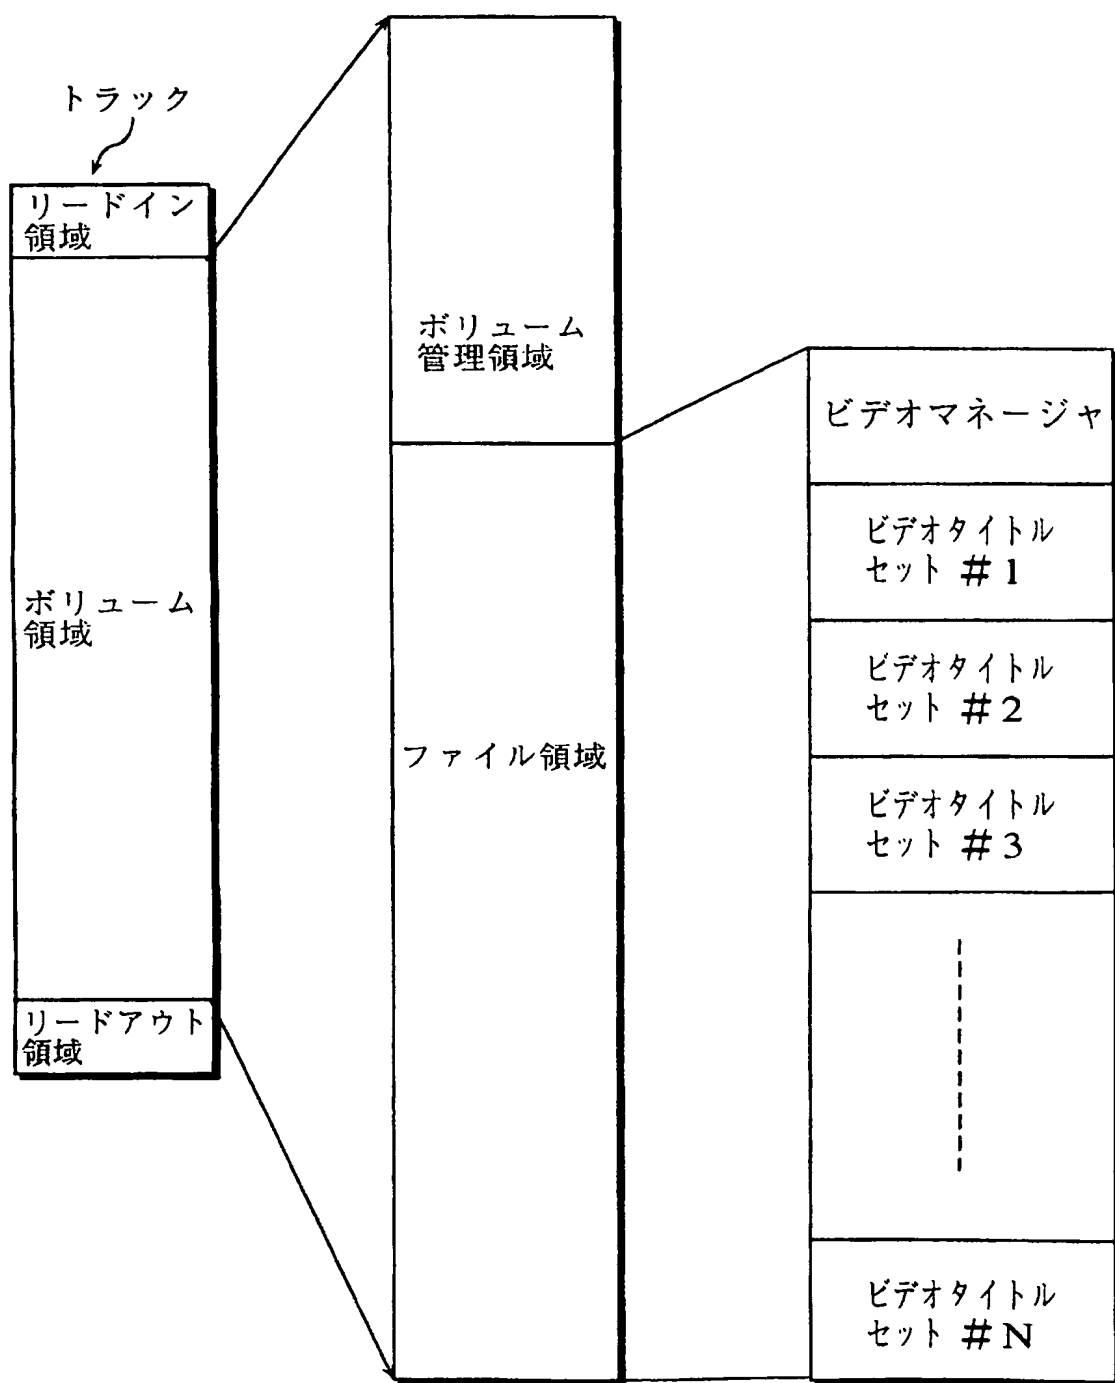 トラック
リードイン
領域
ボリューム
領域
リードアウト
領域
ボリューム
管理領域
ファイル領域
ビデオマネージャ
ビデオタイトル
セット #1
ビデオタイトル
セット #2
ビデオタイトル
セット #3
ビデオタイトル
セット #N